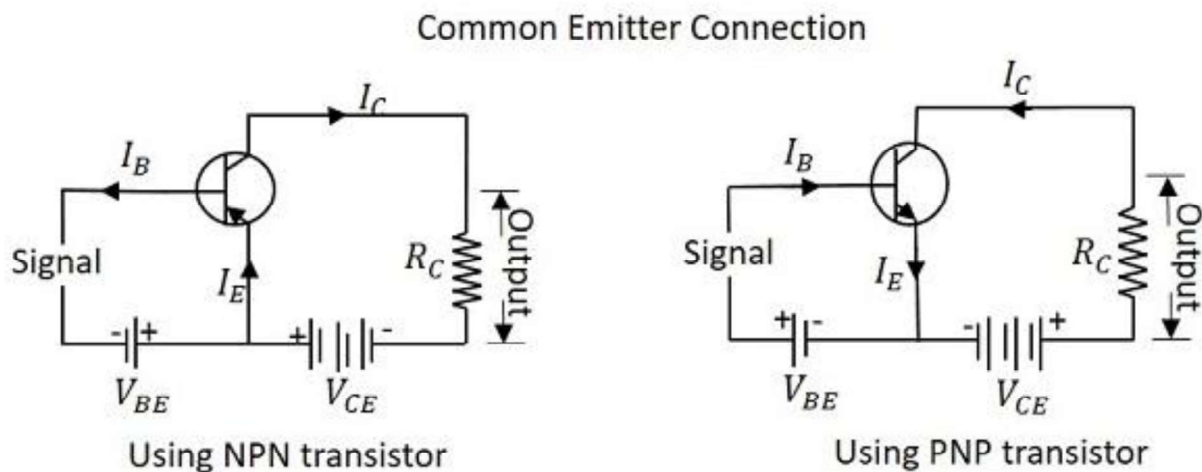 Common Emitter Connection
I_C
I_B
Signal
I_E
R_C
Output
- +
+ -
V_BE
V_CE
Using NPN transistor
I_C
I_B
Signal
I_E
R_C
Output
+ -
- +
V_BE
V_CE
Using PNP transistor